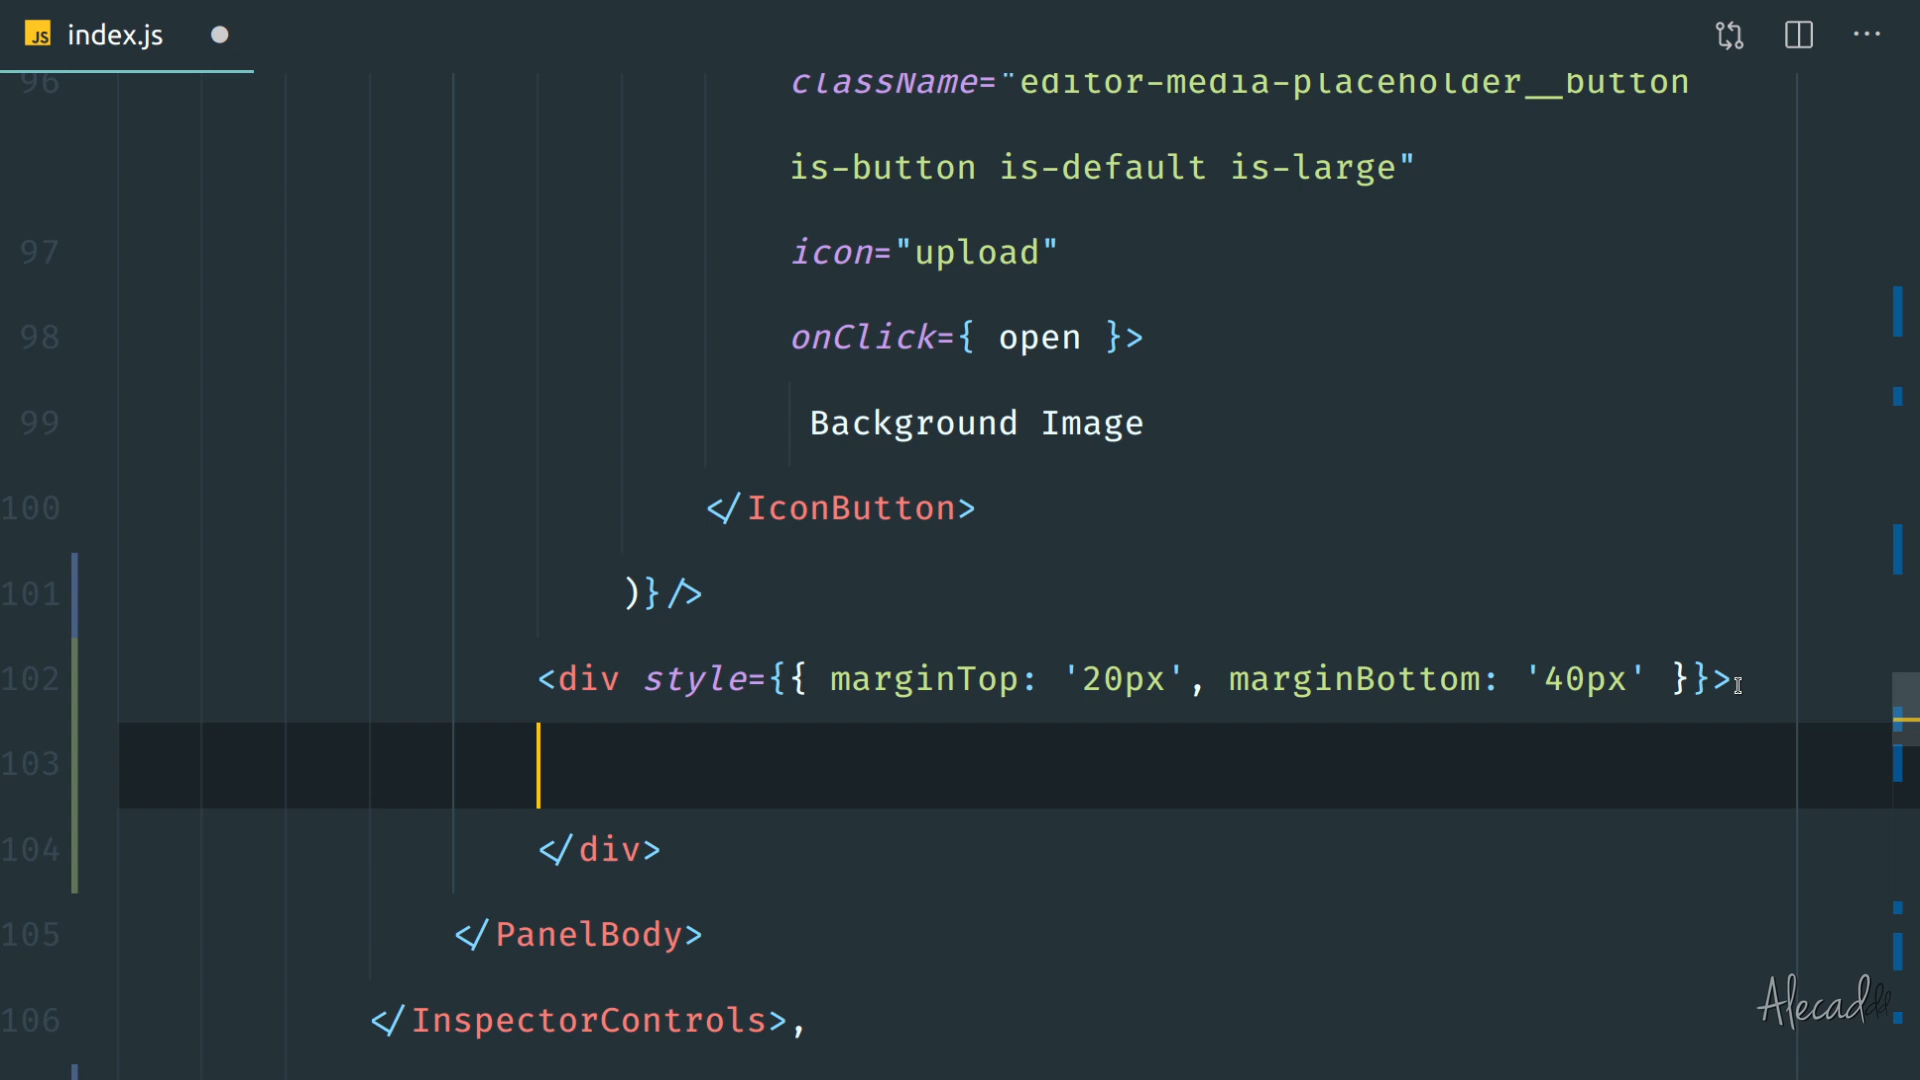 JS index.js
96 className="editor-media-placeholder__button
is-button is-default is-large"
97 icon="upload"
98 onClick={ open }>
99 Background Image
100 </IconButton>
101 )}/>
102 <div style={{ marginTop: '20px', marginBottom: '40px' }}>
103
104 </div>
105 </PanelBody>
106 </InspectorControls>,
Alecaddd